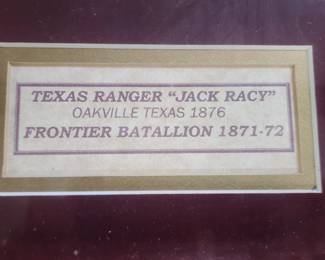 TEXAS RANGER “JACK RACY”
OAKVILLE TEXAS 1876
FRONTIER BATALLION 1871-72